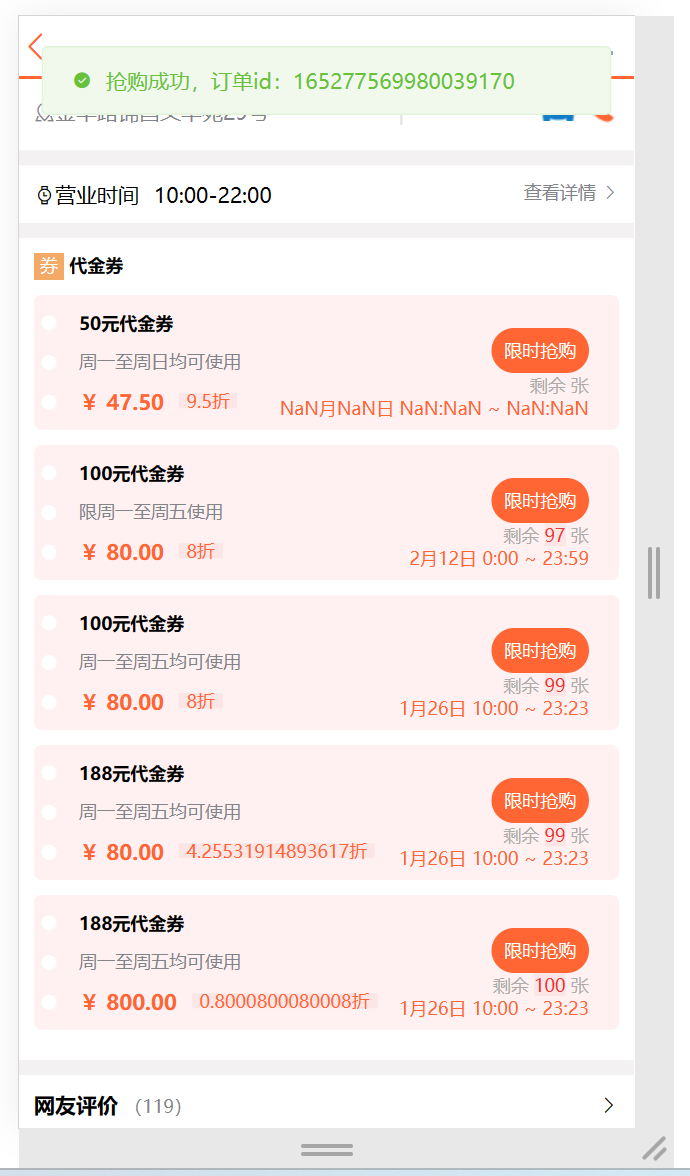 抢购成功，订单id：165277569980039170
营业时间 10:00-22:00
查看详情
券 代金券
50元代金券
周一至周日均可使用
限时抢购
¥ 47.50 9.5折
剩余 张
NaN月NaN日 NaN:NaN ~ NaN:NaN
100元代金券
限周一至周五使用
限时抢购
¥ 80.00 8折
剩余 97 张
2月12日 0:00 ~ 23:59
100元代金券
周一至周五均可使用
限时抢购
¥ 80.00 8折
剩余 99 张
1月26日 10:00 ~ 23:23
188元代金券
周一至周五均可使用
限时抢购
¥ 80.00 4.25531914893617折
剩余 99 张
1月26日 10:00 ~ 23:23
188元代金券
周一至周五均可使用
限时抢购
¥ 800.00 0.8000800080008折
剩余 100 张
1月26日 10:00 ~ 23:23
网友评价 （119）